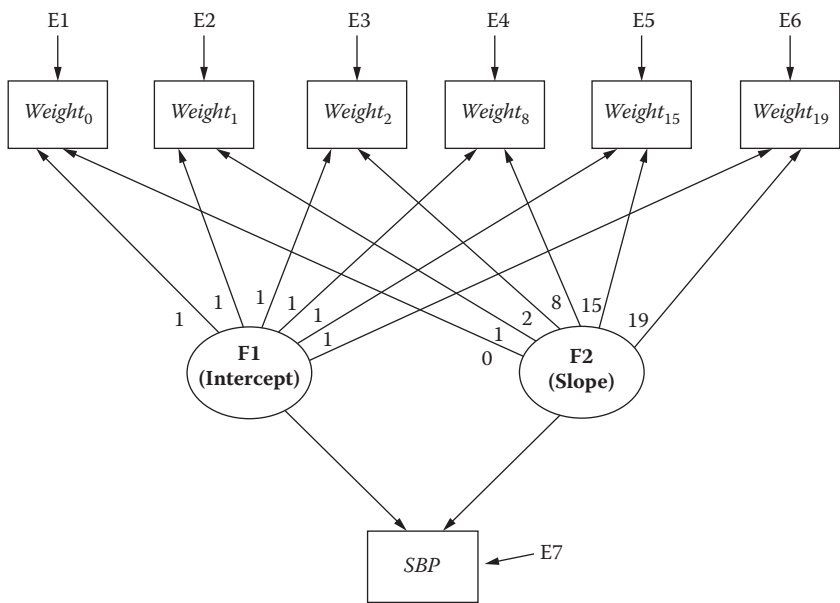 E1 E2 E3 E4 E5 E6
Weight₀ Weight₁ Weight₂ Weight₈ Weight₁₅ Weight₁₉
1 1 1 1 1 1 0 1 2 8 15 19
F1
(Intercept)
F2
(Slope)
SBP
E7